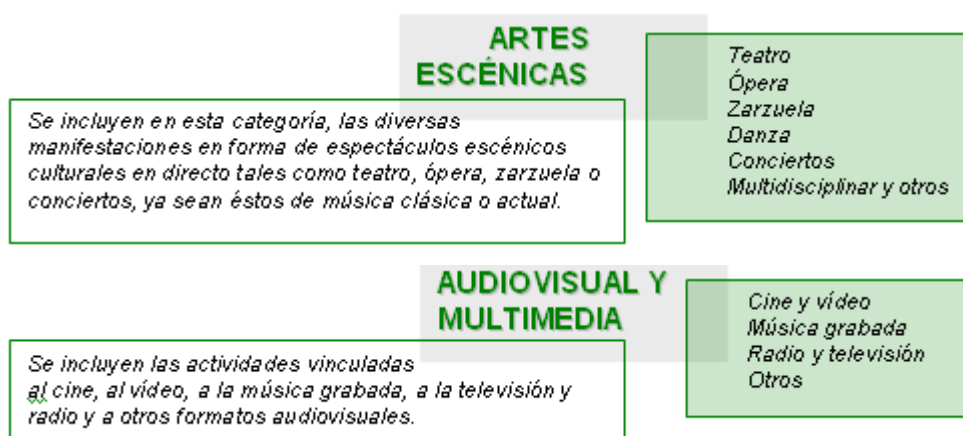 ARTES
ESCÉNICAS
Se incluyen en esta categoría, las diversas
manifestaciones en forma de espectáculos escénicos
culturales en directo tales como teatro, ópera, zarzuela o
conciertos, ya sean éstos de música clásica o actual.
Teatro
Ópera
Zarzuela
Danza
Conciertos
Multidisciplinar y otros
AUDIOVISUAL Y
MULTIMEDIA
Se incluyen las actividades vinculadas
al cine, al vídeo, a la música grabada, a la televisión y
radio y a otros formatos audiovisuales.
Cine y vídeo
Música grabada
Radio y televisión
Otros